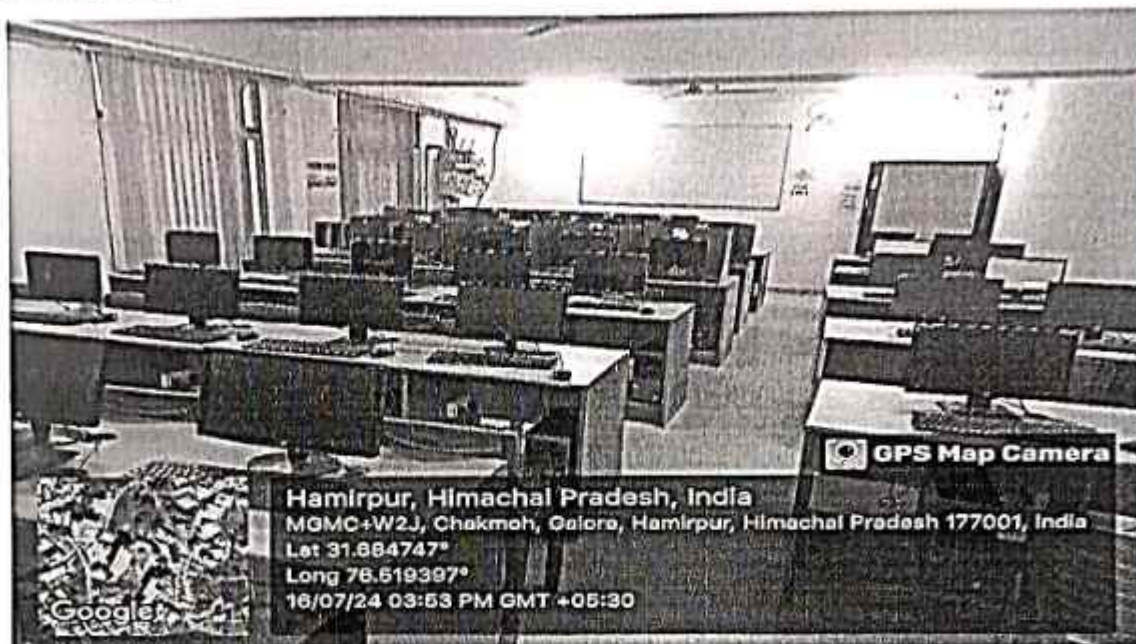 GPS Map Camera
Hamirpur, Himachal Pradesh, India
MGMC+W2J, Chakmoh, Galore, Hamirpur, Himachal Pradesh 177001, India
Lat 31.684747°
Long 76.519397°
16/07/24 03:53 PM GMT +05:30
Google